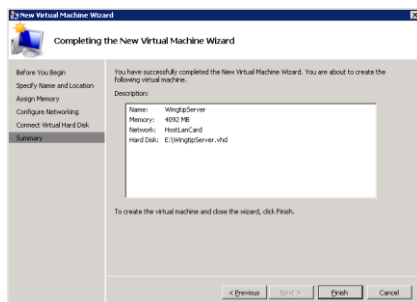 New Virtual Machine Wizard
Completing the New Virtual Machine Wizard
Before You Begin
Specify Name and Location
Assign Memory
Configure Networking
Connect Virtual Hard Disk
Summary
You have successfully completed the New Virtual Machine Wizard. You are about to create the
following virtual machine.
Description:
Name: WingtipServer
Memory: 4092 MB
Network: HostLanCard
Hard Disk: E:\WingtipServer.vhd
To create the virtual machine and close the wizard, click Finish.
< Previous Next > Finish Cancel